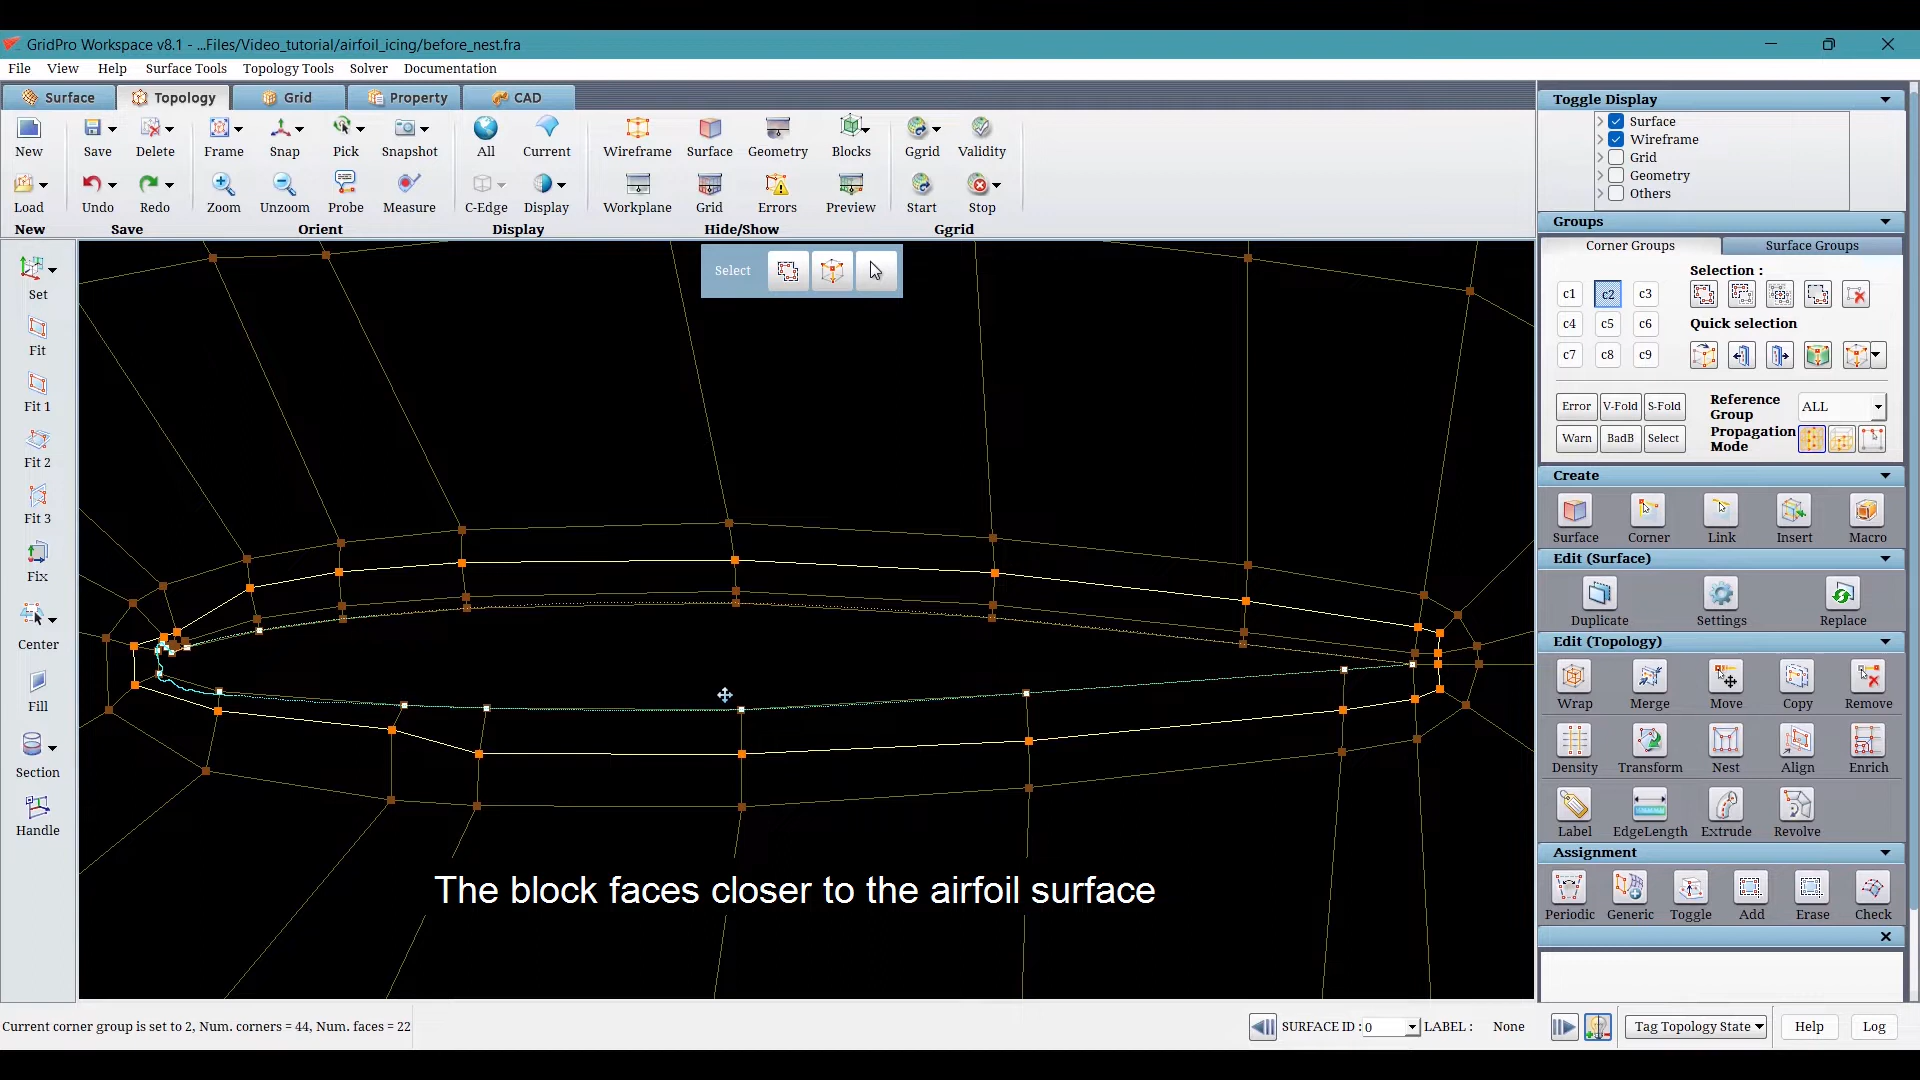 GridPro Workspace v8.1 - ...Files/Video_tutorial/airfoil_icing/before_nest.fra
File View Help Surface Tools Topology Tools Solver Documentation
Surface Topology Grid Property CAD
New Save Delete Frame Snap Pick Snapshot All Current Wireframe Surface Geometry Blocks Ggrid Validity
Load Undo Redo Zoom Unzoom Probe Measure C-Edge Display Workplane Grid Errors Preview Start Stop
New Save Orient Display Hide/Show Ggrid
Set
Fit
Fit 1
Fit 2
Fit 3
Fix
Center
Fill
Section
Handle
Select
The block faces closer to the airfoil surface
Toggle Display
Surface
Wireframe
Grid
Geometry
Others
Groups
Corner Groups Surface Groups
Selection :
c1 c2 c3
Quick selection
c4 c5 c6
c7 c8 c9
Error V-Fold S-Fold Reference Group ALL
Warn BadB Select Propagation Mode
Create
Surface Corner Link Insert Macro
Edit (Surface)
Duplicate Settings Replace
Edit (Topology)
Wrap Merge Move Copy Remove
Density Transform Nest Align Enrich
Label EdgeLength Extrude Revolve
Assignment
Periodic Generic Toggle Add Erase Check
Current corner group is set to 2, Num. corners = 44, Num. faces = 22
SURFACE ID : 0 LABEL : None Tag Topology State Help Log